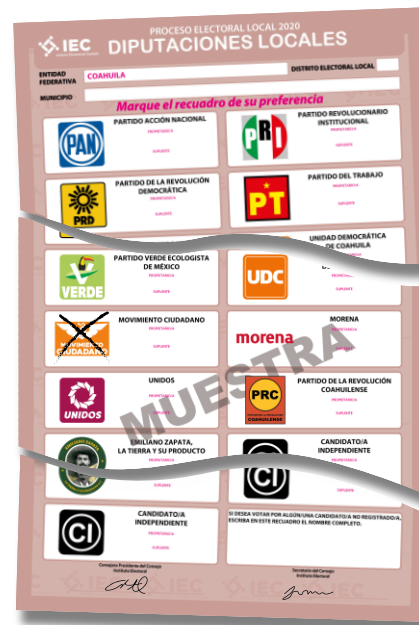 PROCESO ELECTORAL LOCAL 2020
IEC
DIPUTACIONES LOCALES
ENTIDAD
FEDERATIVA
COAHUILA
DISTRITO ELECTORAL LOCAL
MUNICIPIO
Marque el recuadro de su preferencia
PAN
PARTIDO ACCIÓN NACIONAL
PROPIETARIO/A
SUPLENTE
PRI
PARTIDO REVOLUCIONARIO
INSTITUCIONAL
PROPIETARIO/A
SUPLENTE
PRD
PARTIDO DE LA REVOLUCIÓN
DEMOCRÁTICA
PROPIETARIO/A
SUPLENTE
PT
PARTIDO DEL TRABAJO
PROPIETARIO/A
SUPLENTE
VERDE
PARTIDO VERDE ECOLOGISTA
DE MÉXICO
PROPIETARIO/A
SUPLENTE
UDC
UNIDAD DEMOCRÁTICA
DE COAHUILA
PROPIETARIO/A
SUPLENTE
MOVIMIENTO
CIUDADANO
MOVIMIENTO CIUDADANO
PROPIETARIO/A
SUPLENTE
morena
MORENA
PROPIETARIO/A
SUPLENTE
UNIDOS
UNIDOS
PROPIETARIO/A
SUPLENTE
PRC
COAHUILENSE
PARTIDO DE LA REVOLUCIÓN
COAHUILENSE
PROPIETARIO/A
SUPLENTE
MUESTRA
EMILIANO ZAPATA,
LA TIERRA Y SU PRODUCTO
SUPLENTE
CI
CANDIDATO/A
INDEPENDIENTE
PROPIETARIO/A
SUPLENTE
CI
CANDIDATO/A
INDEPENDIENTE
PROPIETARIO/A
SUPLENTE
SI DESEA VOTAR POR ALGÚN/UNA CANDIDATO/A NO REGISTRADO/A,
ESCRIBA EN ESTE RECUADRO EL NOMBRE COMPLETO.
Consejera Presidenta del Consejo
Instituto Electoral
Secretario del Consejo
Instituto Electoral